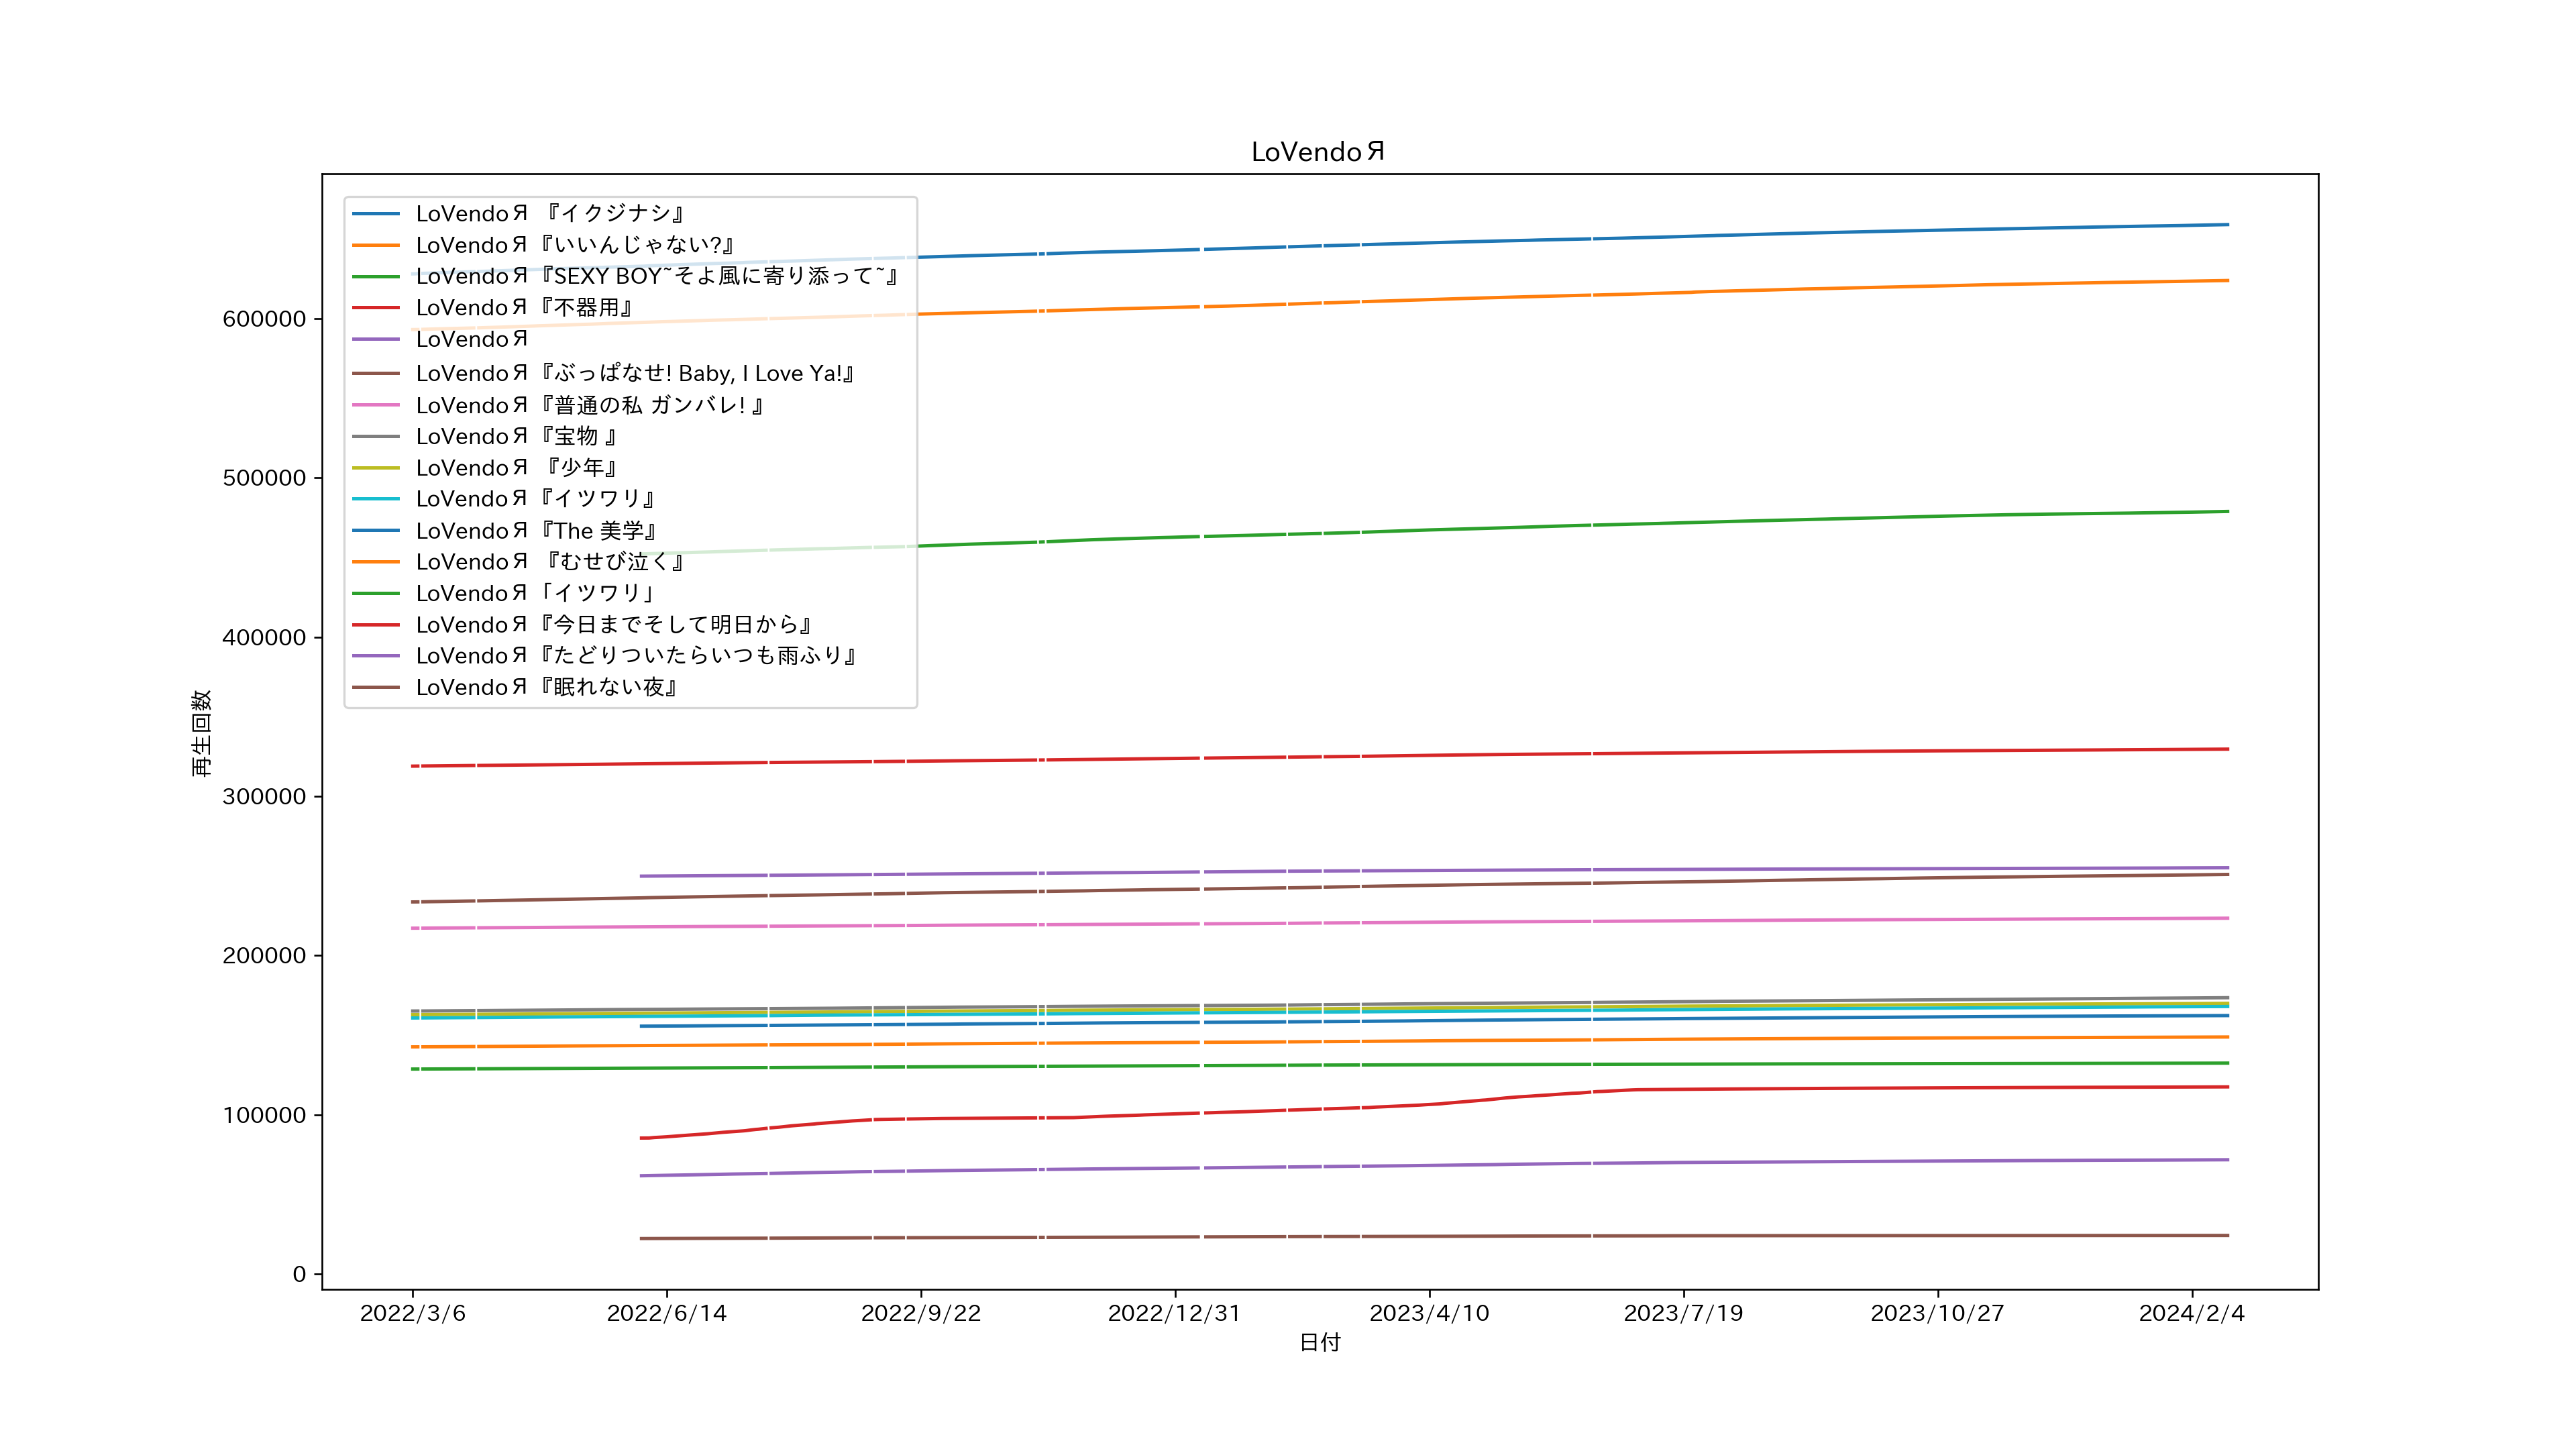 LoVendoЯ
LoVendoЯ 『イクジナシ』
LoVendoЯ『いいんじゃない?』
LoVendoЯ『SEXY BOY~そよ風に寄り添って~』
LoVendoЯ『不器用』
LoVendoЯ
LoVendoЯ『ぶっぱなせ! Baby, I Love Ya!』
LoVendoЯ『普通の私 ガンバレ! 』
LoVendoЯ『宝物 』
LoVendoЯ 『少年』
LoVendoЯ『イツワリ』
LoVendoЯ『The 美学』
LoVendoЯ 『むせび泣く』
LoVendoЯ「イツワリ」
LoVendoЯ『今日までそして明日から』
LoVendoЯ『たどりついたらいつも雨ふり』
LoVendoЯ『眠れない夜』
再生回数
600000
500000
400000
300000
200000
100000
0
2022/3/6 2022/6/14 2022/9/22 2022/12/31 2023/4/10 2023/7/19 2023/10/27 2024/2/4
日付